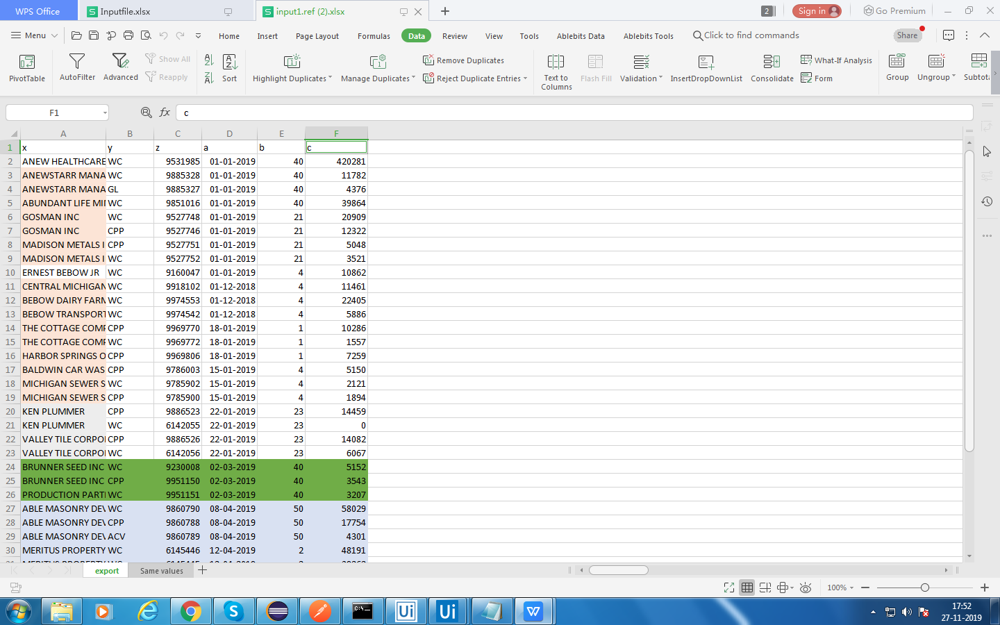 WPS Office Inputfile.xlsx input1.ref (2).xlsx + 2 Sign in Go Premium
Menu Home Insert Page Layout Formulas Data Review View Tools Ablebits Data Ablebits Tools Click to find commands Share
PivotTable AutoFilter Advanced Show All Reapply Sort Highlight Duplicates Manage Duplicates Remove Duplicates Reject Duplicate Entries Text to Columns Flash Fill Validation InsertDropDownList Consolidate What-If Analysis Form Group Ungroup Subtot
F1 fx c
A B C D E F
1 x y z a b c
2 ANEW HEALTHCARE WC 9531985 01-01-2019 40 420281
3 ANEWSTARR MANA WC 9885328 01-01-2019 40 11782
4 ANEWSTARR MANA GL 9885327 01-01-2019 40 4376
5 ABUNDANT LIFE MI WC 9851016 01-01-2019 40 39864
6 GOSMAN INC WC 9527748 01-01-2019 21 20909
7 GOSMAN INC CPP 9527746 01-01-2019 21 12322
8 MADISON METALS I CPP 9527751 01-01-2019 21 5048
9 MADISON METALS I WC 9527752 01-01-2019 21 3521
10 ERNEST BEBOW JR WC 9160047 01-01-2019 4 10862
11 CENTRAL MICHIGAN WC 9918102 01-12-2018 4 11461
12 BEBOW DAIRY FARM WC 9974553 01-12-2018 4 22405
13 BEBOW TRANSPORT WC 9974542 01-12-2018 4 5886
14 THE COTTAGE COMP CPP 9969770 18-01-2019 1 10286
15 THE COTTAGE COMP WC 9969772 18-01-2019 1 1557
16 HARBOR SPRINGS O CPP 9969806 18-01-2019 1 7259
17 BALDWIN CAR WAS CPP 9786003 15-01-2019 4 5150
18 MICHIGAN SEWER S WC 9785902 15-01-2019 4 2121
19 MICHIGAN SEWER S CPP 9785900 15-01-2019 4 1894
20 KEN PLUMMER CPP 9886523 22-01-2019 23 14459
21 KEN PLUMMER WC 6142055 22-01-2019 23 0
22 VALLEY TILE CORPO CPP 9886526 22-01-2019 23 14082
23 VALLEY TILE CORPO WC 6142056 22-01-2019 23 6067
24 BRUNNER SEED INC WC 9230008 02-03-2019 40 5152
25 BRUNNER SEED INC CPP 9951150 02-03-2019 40 3543
26 PRODUCTION PART WC 9951151 02-03-2019 40 3207
27 ABLE MASONRY DEV WC 9860790 08-04-2019 50 58029
28 ABLE MASONRY DEV CPP 9860788 08-04-2019 50 17754
29 ABLE MASONRY DEV ACV 9860789 08-04-2019 50 4301
30 MERITUS PROPERTY WC 6145446 12-04-2019 2 48191
export Same values +
100%
17:52
27-11-2019